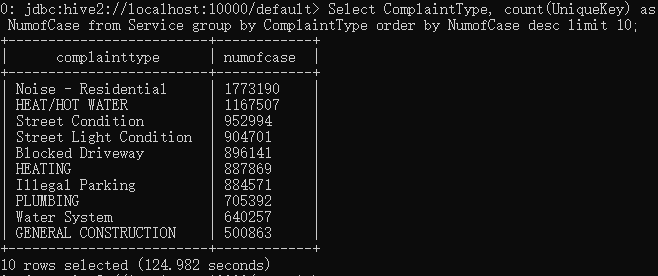 0: jdbc:hive2://localhost:10000/default> Select ComplaintType, count(UniqueKey) as
NumofCase from Service group by ComplaintType order by NumofCase desc limit 10;
+-------------------------+------------+
| complainttype | numofcase |
+-------------------------+------------+
| Noise - Residential | 1773190 |
| HEAT/HOT WATER | 1167507 |
| Street Condition | 952994 |
| Street Light Condition | 904701 |
| Blocked Driveway | 896141 |
| HEATING | 887869 |
| Illegal Parking | 884571 |
| PLUMBING | 705392 |
| Water System | 640257 |
| GENERAL CONSTRUCTION | 500863 |
+-------------------------+------------+
10 rows selected (124.982 seconds)